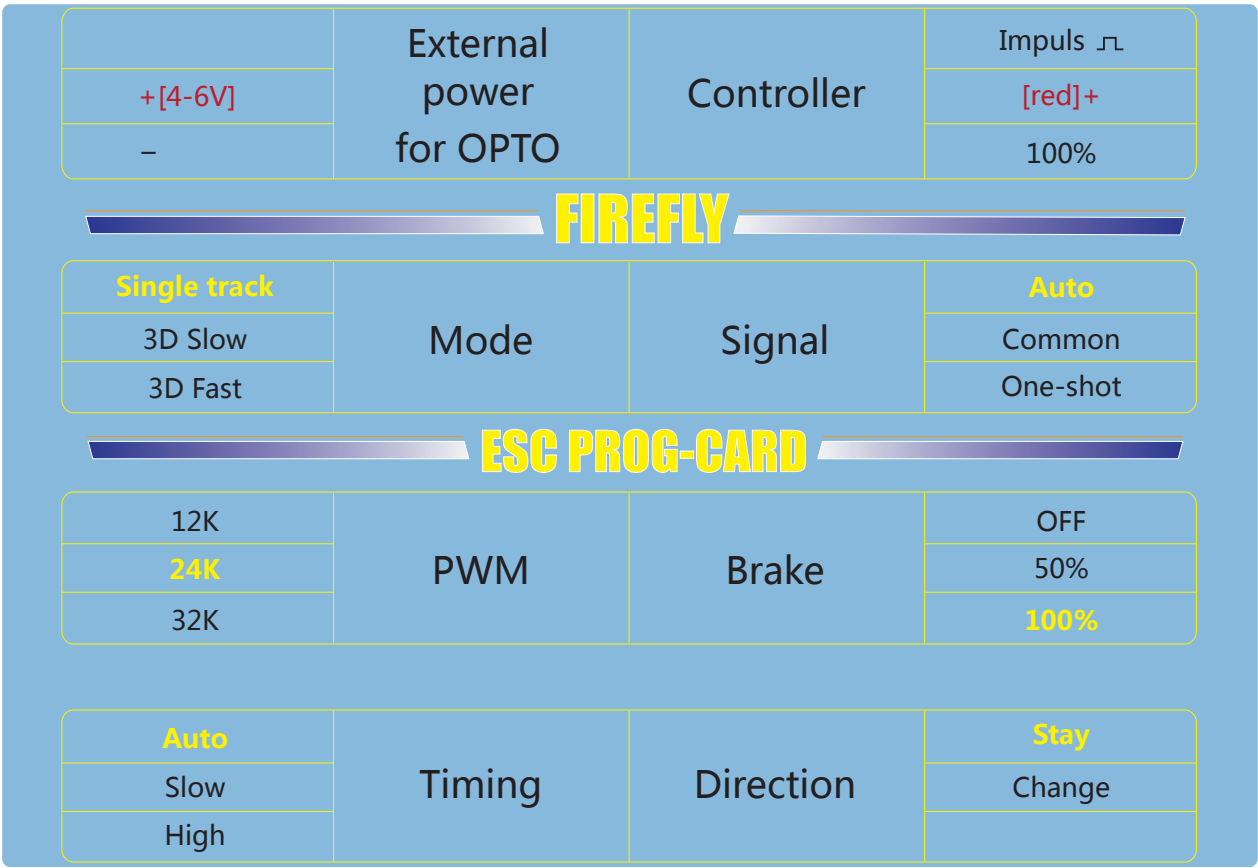 External
power
for OPTO
+[4-6V]
–
Controller
Impuls
[red]+
100%
FIREFLY
Single track
3D Slow
3D Fast
Mode
Signal
Auto
Common
One-shot
ESC PROG-CARD
12K
24K
32K
PWM
Brake
OFF
50%
100%
Auto
Slow
High
Timing
Direction
Stay
Change